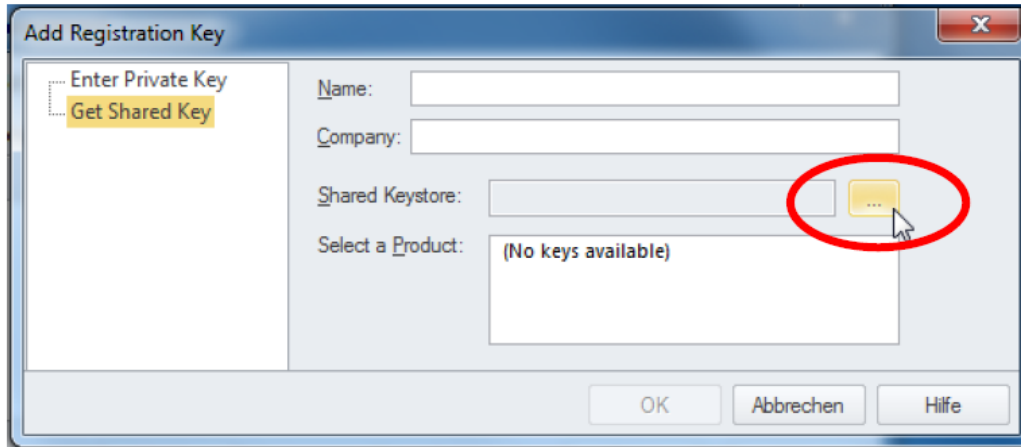 Add Registration Key
Enter Private Key
Get Shared Key
Name:
Company:
Shared Keystore:
...
Select a Product:
(No keys available)
OK
Abbrechen
Hilfe